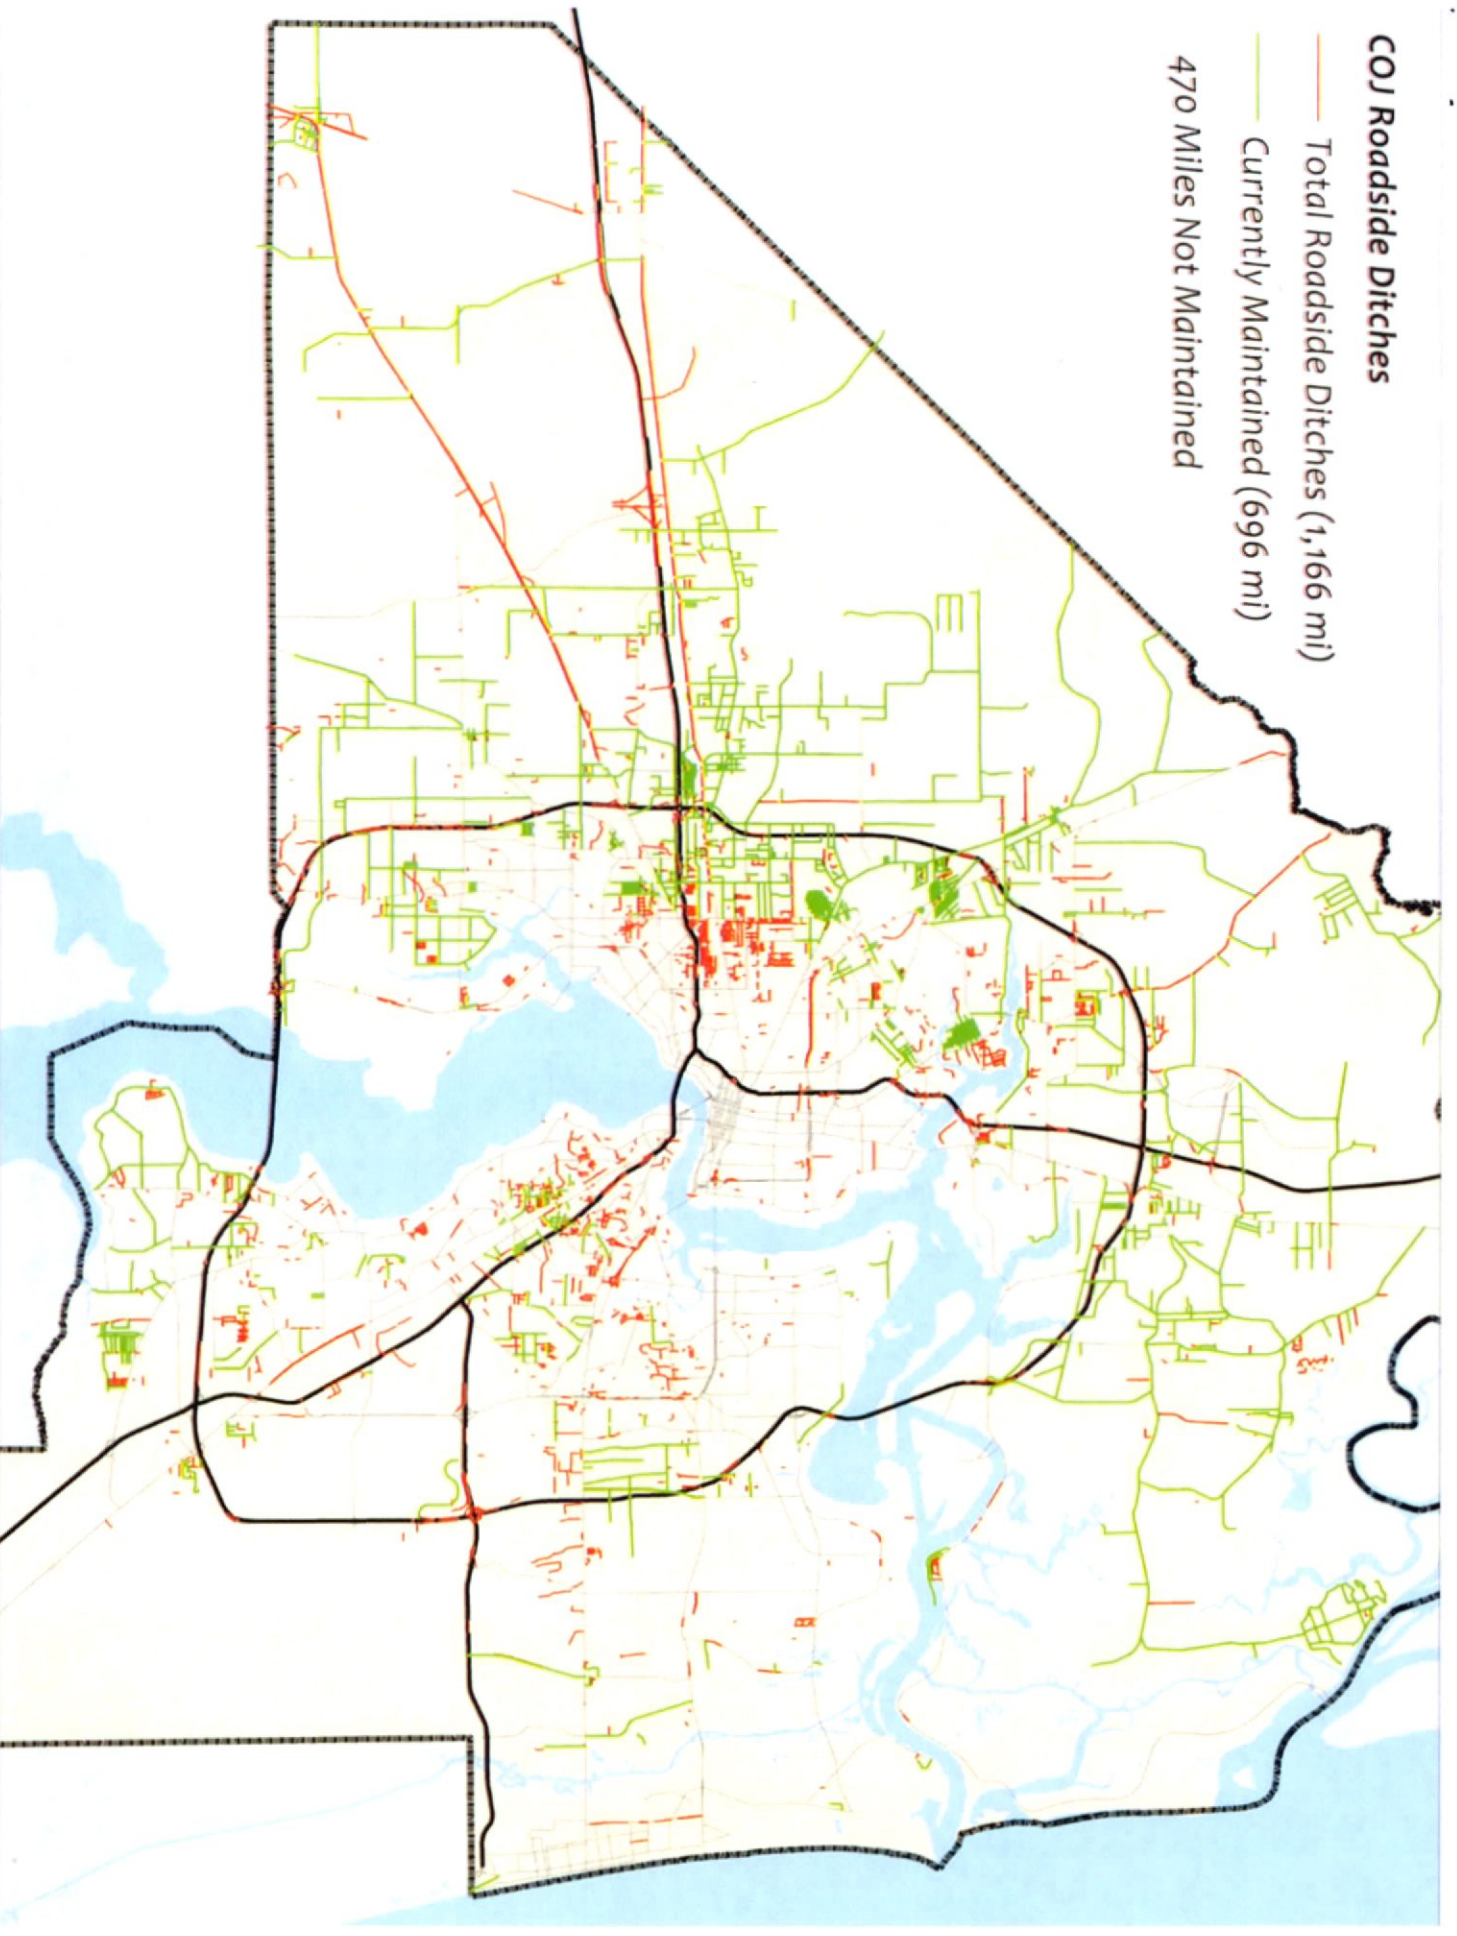 COJ Roadside Ditches
Total Roadside Ditches (1,166 mi)
Currently Maintained (696 mi)
470 Miles Not Maintained